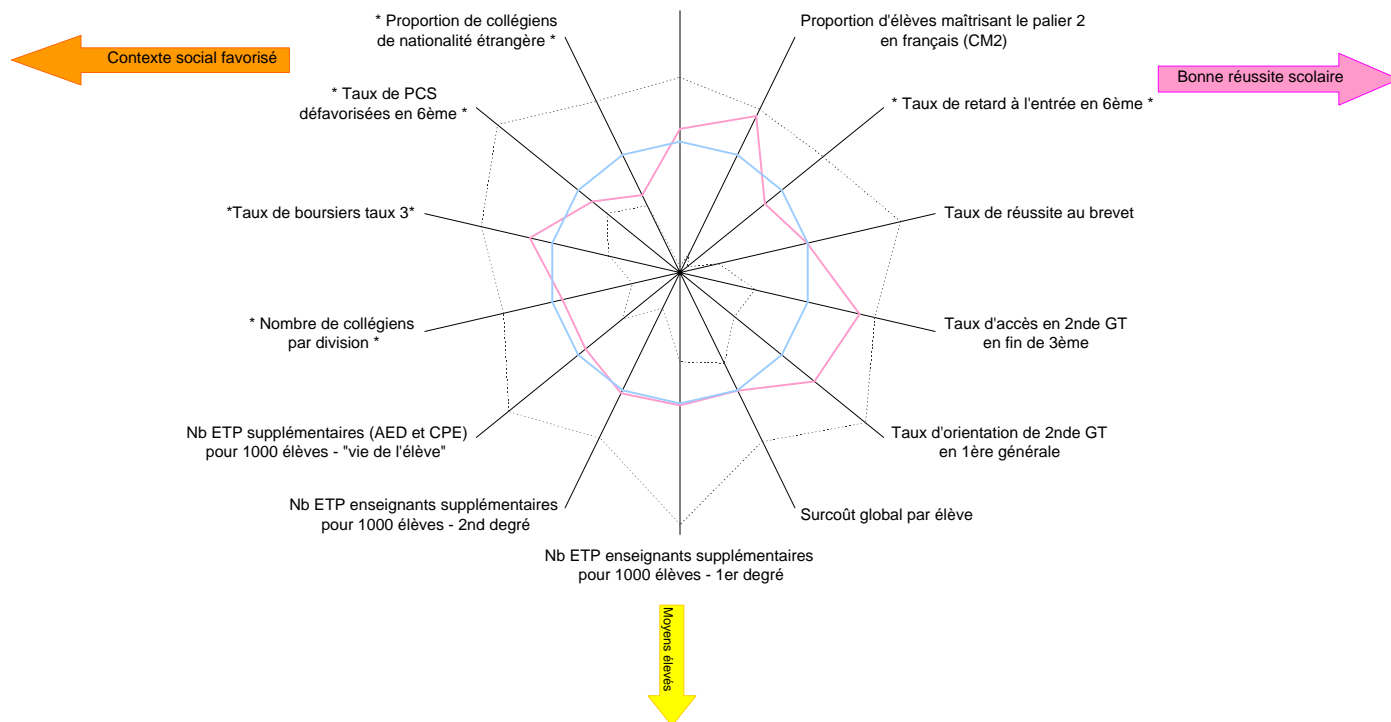 * Proportion de collégiens
de nationalité étrangère *
Proportion d'élèves maîtrisant le palier 2
en français (CM2)
Contexte social favorisé
Bonne réussite scolaire
* Taux de PCS
défavorisées en 6ème *
* Taux de retard à l'entrée en 6ème *
*Taux de boursiers taux 3*
Taux de réussite au brevet
* Nombre de collégiens
par division *
Taux d'accès en 2nde GT
en fin de 3ème
Nb ETP supplémentaires (AED et CPE)
pour 1000 élèves - "vie de l'élève"
Taux d'orientation de 2nde GT
en 1ère générale
Nb ETP enseignants supplémentaires
pour 1000 élèves - 2nd degré
Surcoût global par élève
Nb ETP enseignants supplémentaires
pour 1000 élèves - 1er degré
Moyens élevés